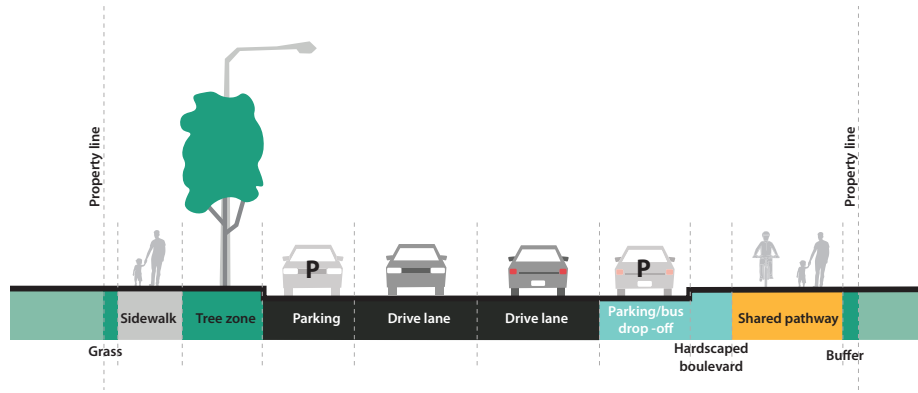 Property line
Property line
P
P
Sidewalk
Tree zone
Parking
Drive lane
Drive lane
Parking/bus
drop -off
Shared pathway
Grass
Hardscaped
boulevard
Buffer